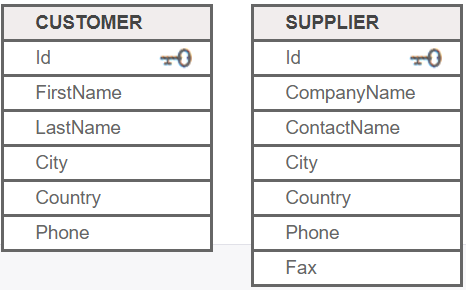 CUSTOMER
Id
FirstName
LastName
City
Country
Phone
SUPPLIER
Id
CompanyName
ContactName
City
Country
Phone
Fax